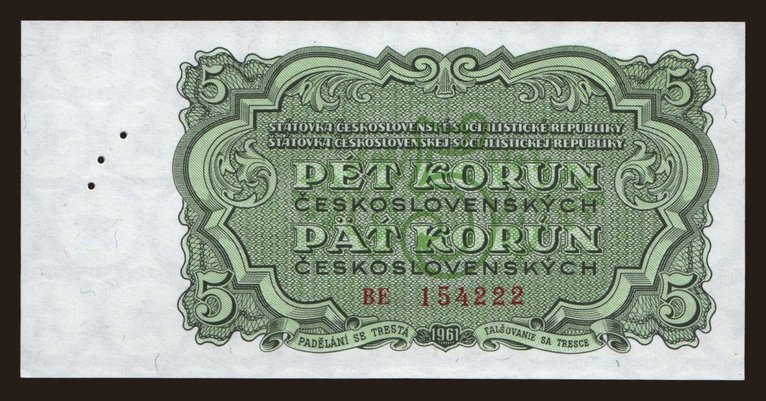 5 5
STÁTOVKA ČESKOSLOVENSKÉ SOCIALISTICKÉ REPUBLIKY
ŠTÁTOVKA ČESKOSLOVENSKEJ SOCIALISTICKEJ REPUBLIKY
PĚT KORUN
ČESKOSLOVENSKÝCH
PÄŤ KORÚN
ČESKOSLOVENSKÝCH
5 BE 154222 5
PADĚLÁNÍ SE TRESTÁ 1961 FALŠOVANIE SA TRESCE